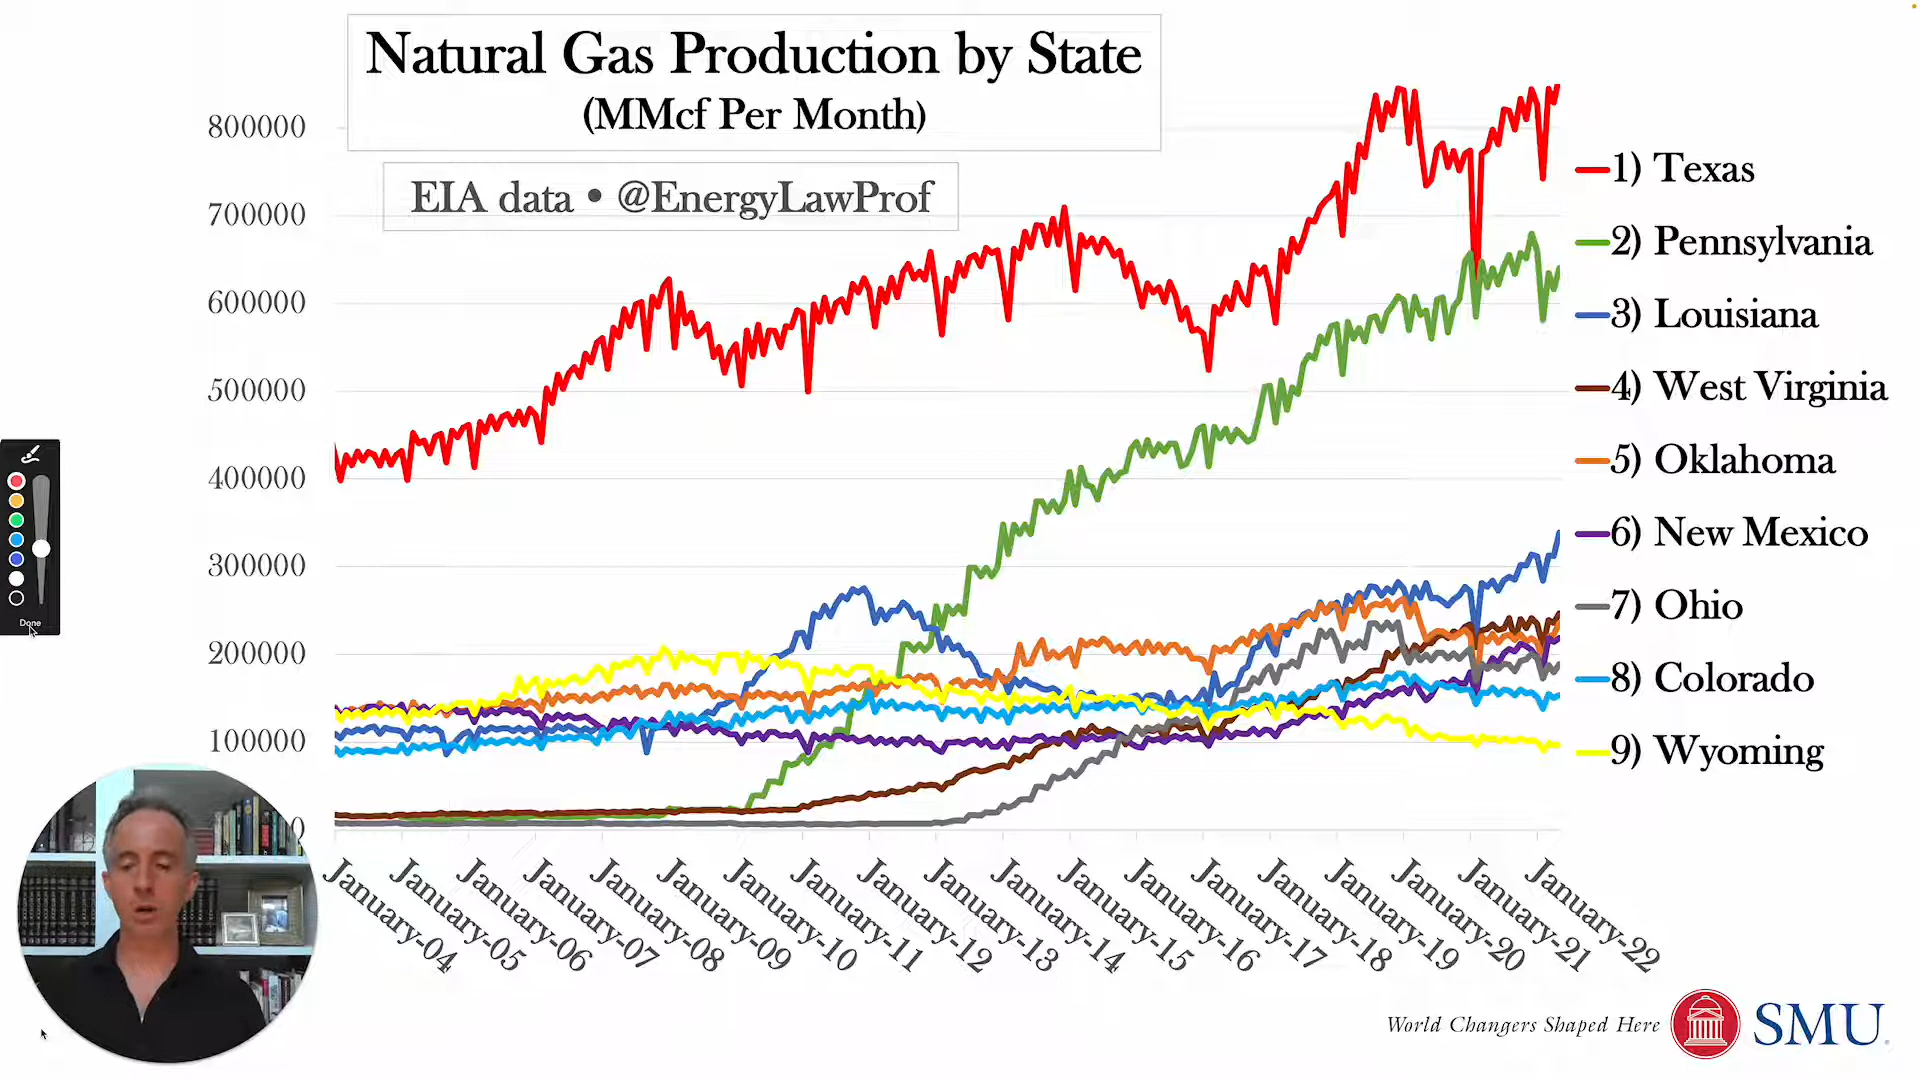 Natural Gas Production by State
(MMcf Per Month)
EIA data • @EnergyLawProf
800000
700000
600000
500000
400000
300000
200000
100000
0
1) Texas
2) Pennsylvania
3) Louisiana
4) West Virginia
5) Oklahoma
6) New Mexico
7) Ohio
8) Colorado
9) Wyoming
Done
January-04
January-05
January-06
January-07
January-08
January-09
January-10
January-11
January-12
January-13
January-14
January-15
January-16
January-17
January-18
January-19
January-20
January-21
January-22
World Changers Shaped Here
SMU